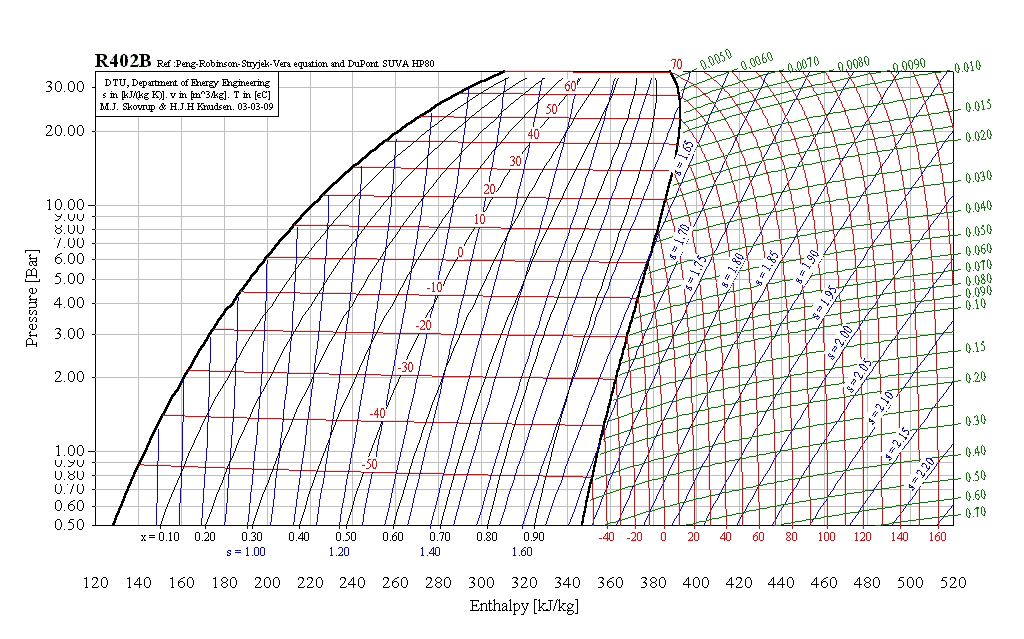 R402B Ref :Peng-Robinson-Stryjek-Vera equation and DuPont SUVA HP80
DTU, Department of Energy Engineering
s in [kJ/(kg K)]. v in [m^3/kg]. T in [єC]
M.J. Skovrup & H.J.H Knudsen. 03-03-09
70
0.0050
0.0060
0.0070
0.0080
0.0090
0.010
0.015
0.020
0.030
0.040
0.050
0.060
0.070
0.080
0.090
0.10
0.15
0.20
0.30
0.40
0.50
0.60
0.70
30.00
20.00
10.00
9.00
8.00
7.00
6.00
5.00
4.00
3.00
2.00
1.00
0.90
0.80
0.70
0.60
0.50
Pressure [Bar]
60
50
40
30
20
10
0
-10
-20
-30
-40
-50
s = 1.65
s = 1.70
s = 1.75
s = 1.80
s = 1.85
s = 1.90
s = 1.95
s = 2.00
s = 2.05
s = 2.10
s = 2.15
s = 2.20
x = 0.10 0.20 0.30 0.40 0.50 0.60 0.70 0.80 0.90
-40 -20 0 20 40 60 80 100 120 140 160
s = 1.00 1.20 1.40 1.60
120 140 160 180 200 220 240 260 280 300 320 340 360 380 400 420 440 460 480 500 520
Enthalpy [kJ/kg]